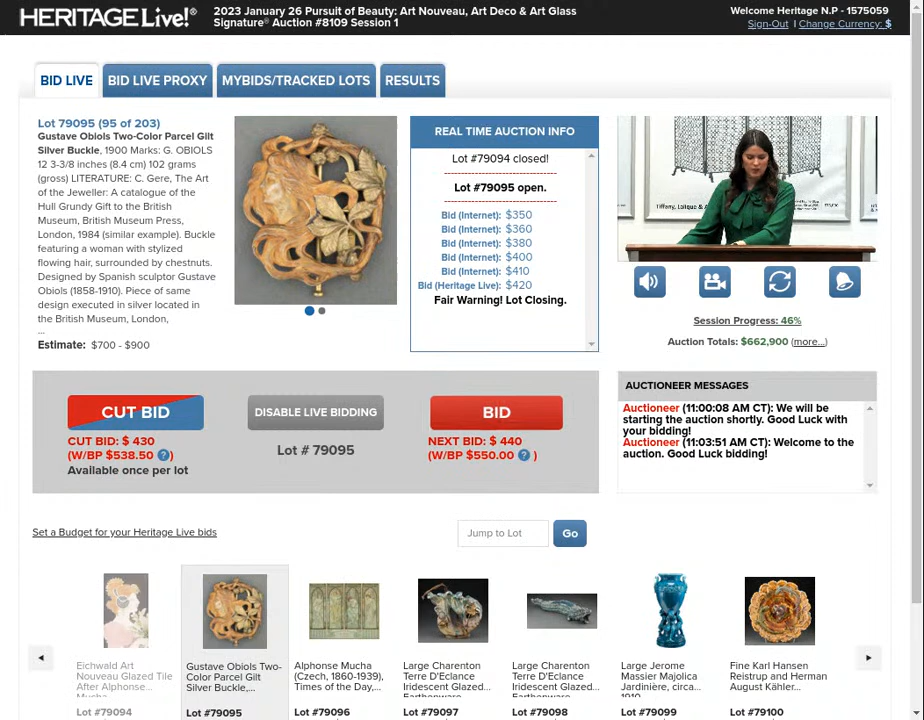 HERITAGE Live!®
2023 January 26 Pursuit of Beauty: Art Nouveau, Art Deco & Art Glass
Signature® Auction #8109 Session 1
Welcome Heritage N.P - 1575059
Sign-Out | Change Currency: $
BID LIVE
BID LIVE PROXY
MYBIDS/TRACKED LOTS
RESULTS
Lot 79095 (95 of 203)
Gustave Obiols Two-Color Parcel Gilt
Silver Buckle, 1900 Marks: G. OBIOLS
12 3-3/8 inches (8.4 cm) 102 grams
(gross) LITERATURE: C. Gere, The Art
of the Jeweller: A catalogue of the
Hull Grundy Gift to the British
Museum, British Museum Press,
London, 1984 (similar example). Buckle
featuring a woman with stylized
flowing hair, surrounded by chestnuts.
Designed by Spanish sculptor Gustave
Obiols (1858-1910). Piece of same
design executed in silver located in
the British Museum, London,
...
Estimate: $700 - $900
REAL TIME AUCTION INFO
Lot #79094 closed!
Lot #79095 open.
Bid (Internet): $350
Bid (Internet): $360
Bid (Internet): $380
Bid (Internet): $400
Bid (Internet): $410
Bid (Heritage Live): $420
Fair Warning! Lot Closing.
Session Progress: 46%
Auction Totals: $662,900 (more...)
CUT BID
CUT BID: $ 430
(W/BP $538.50 ?)
Available once per lot
DISABLE LIVE BIDDING
Lot # 79095
BID
NEXT BID: $ 440
(W/BP $550.00 ? )
AUCTIONEER MESSAGES
Auctioneer (11:00:08 AM CT): We will be
starting the auction shortly. Good Luck with
your bidding!
Auctioneer (11:03:51 AM CT): Welcome to the
auction. Good Luck bidding!
Set a Budget for your Heritage Live bids
Jump to Lot
Go
Eichwald Art
Nouveau Glazed Tile
After Alphonse...
Mucha
Lot #79094
Gustave Obiols Two-
Color Parcel Gilt
Silver Buckle,...
Lot #79095
Alphonse Mucha
(Czech, 1860-1939),
Times of the Day,...
Lot #79096
Large Charenton
Terre D'Eclance
Iridescent Glazed...
Earthenware
Lot #79097
Large Charenton
Terre D'Eclance
Iridescent Glazed...
Earthenware
Lot #79098
Large Jerome
Massier Majolica
Jardinière, circa...
1910
Lot #79099
Fine Karl Hansen
Reistrup and Herman
August Kähler...
Lot #79100